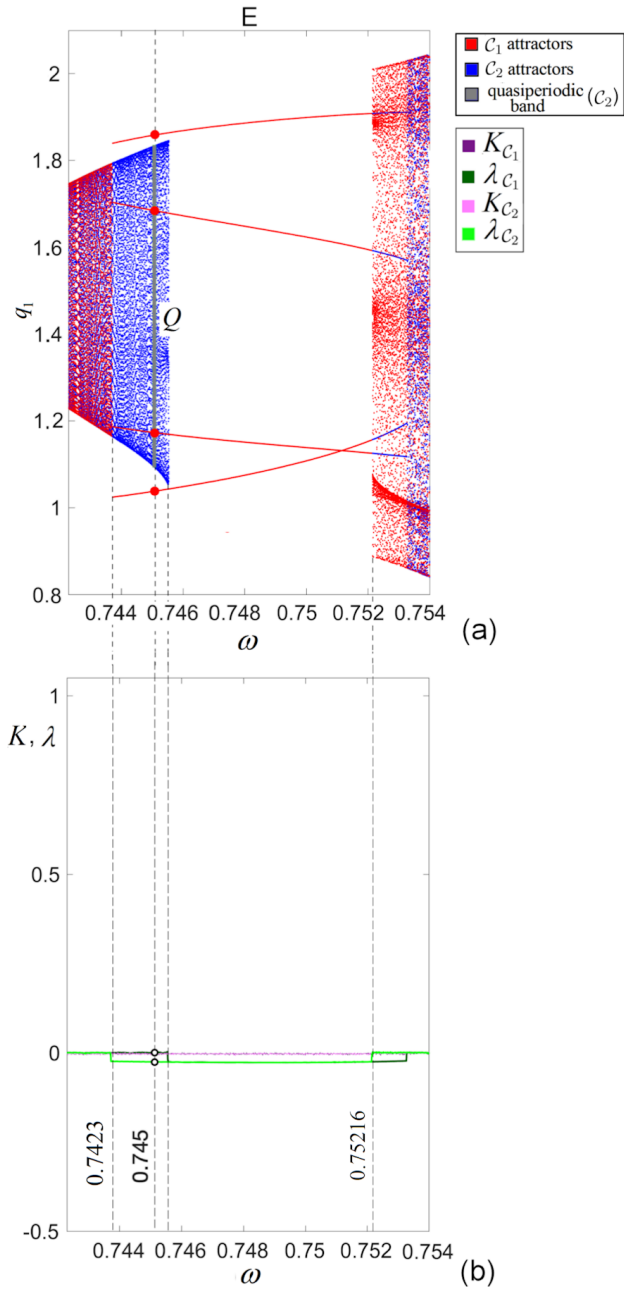 E
2
1.8
1.6
1.4
1.2
1
0.8
q₁
Q
0.744
0.746
0.748
0.75
0.752
0.754
ω
(a)
𝒞₁ attractors
𝒞₂ attractors
quasiperiodic
band (𝒞₂)
K𝒞₁
λ𝒞₁
K𝒞₂
λ𝒞₂
1
K, λ
0.5
0
-0.5
0.7423
0.745
0.75216
0.744
0.746
0.748
0.75
0.752
0.754
ω
(b)